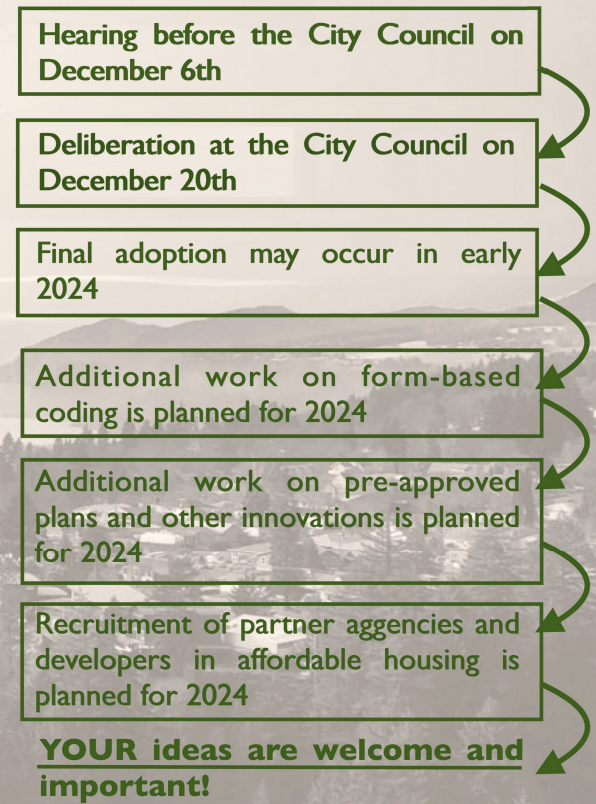 Hearing before the City Council on
December 6th
Deliberation at the City Council on
December 20th
Final adoption may occur in early
2024
Additional work on form-based
coding is planned for 2024
Additional work on pre-approved
plans and other innovations is planned
for 2024
Recruitment of partner aggencies and
developers in affordable housing is
planned for 2024
YOUR ideas are welcome and
important!